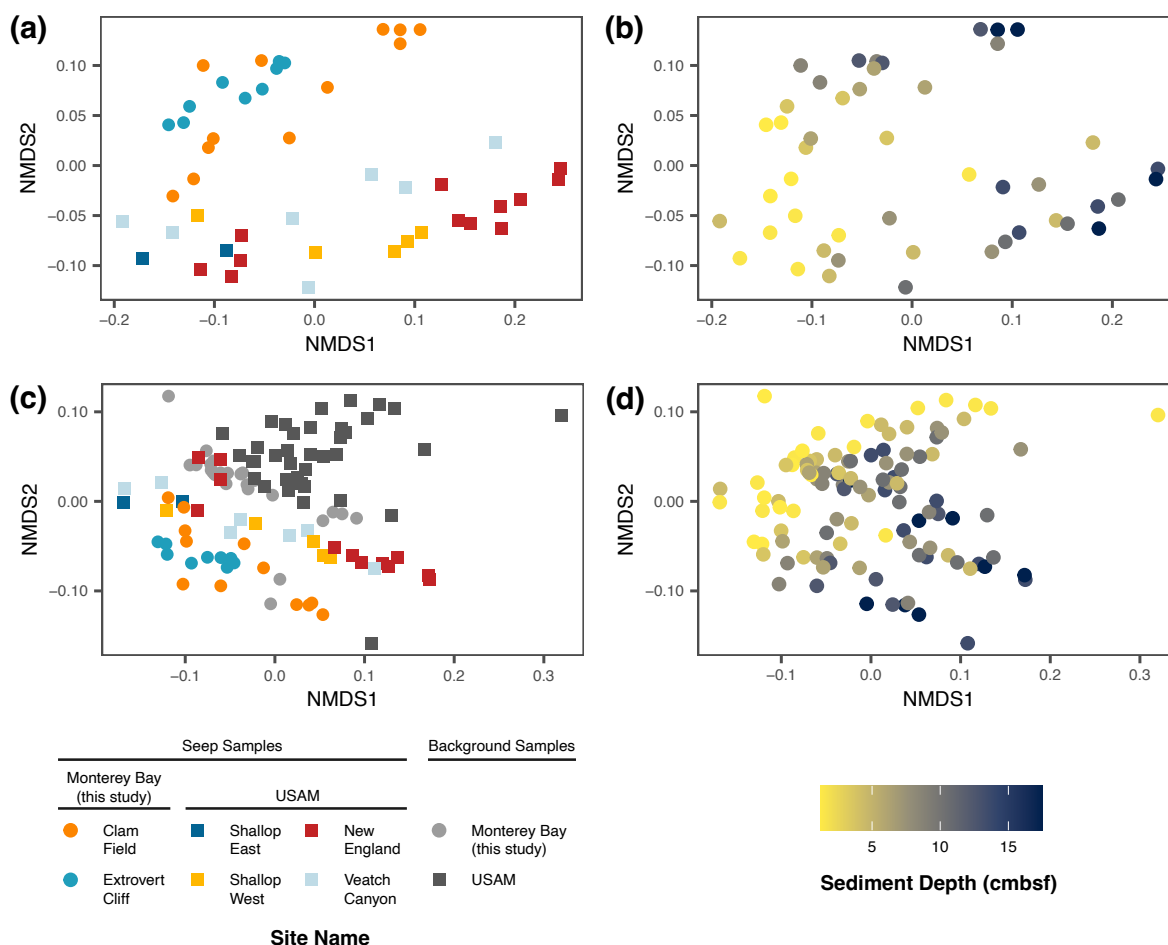 (a)
0.10
0.05
0.00
−0.05
−0.10
NMDS2
−0.2
−0.1
0.0
0.1
0.2
NMDS1
(b)
0.10
0.05
0.00
−0.05
−0.10
NMDS2
−0.2
−0.1
0.0
0.1
0.2
NMDS1
(c)
0.10
0.00
−0.10
NMDS2
−0.1
0.0
0.1
0.2
0.3
NMDS1
(d)
0.10
0.00
−0.10
NMDS2
−0.1
0.0
0.1
0.2
0.3
NMDS1
Seep Samples
Background Samples
Monterey Bay
(this study)
USAM
Clam
Field
Shallop
East
New
England
Monterey Bay
(this study)
Extrovert
Cliff
Shallop
West
Veatch
Canyon
USAM
Site Name
5
10
15
Sediment Depth (cmbsf)